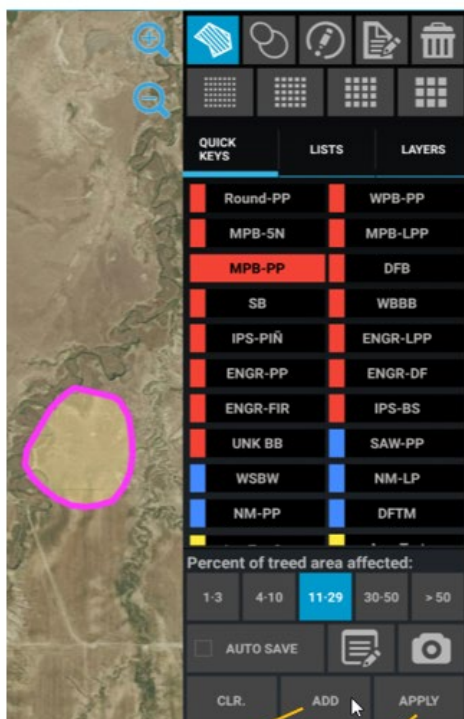 QUICK
KEYS
LISTS
LAYERS
Round-PP
WPB-PP
MPB-5N
MPB-LPP
MPB-PP
DFB
SB
WBBB
IPS-PIÑ
ENGR-LPP
ENGR-PP
ENGR-DF
ENGR-FIR
IPS-BS
UNK BB
SAW-PP
WSBW
NM-LP
NM-PP
DFTM
Percent of treed area affected:
1-3
4-10
11-29
30-50
> 50
AUTO SAVE
CLR.
ADD
APPLY